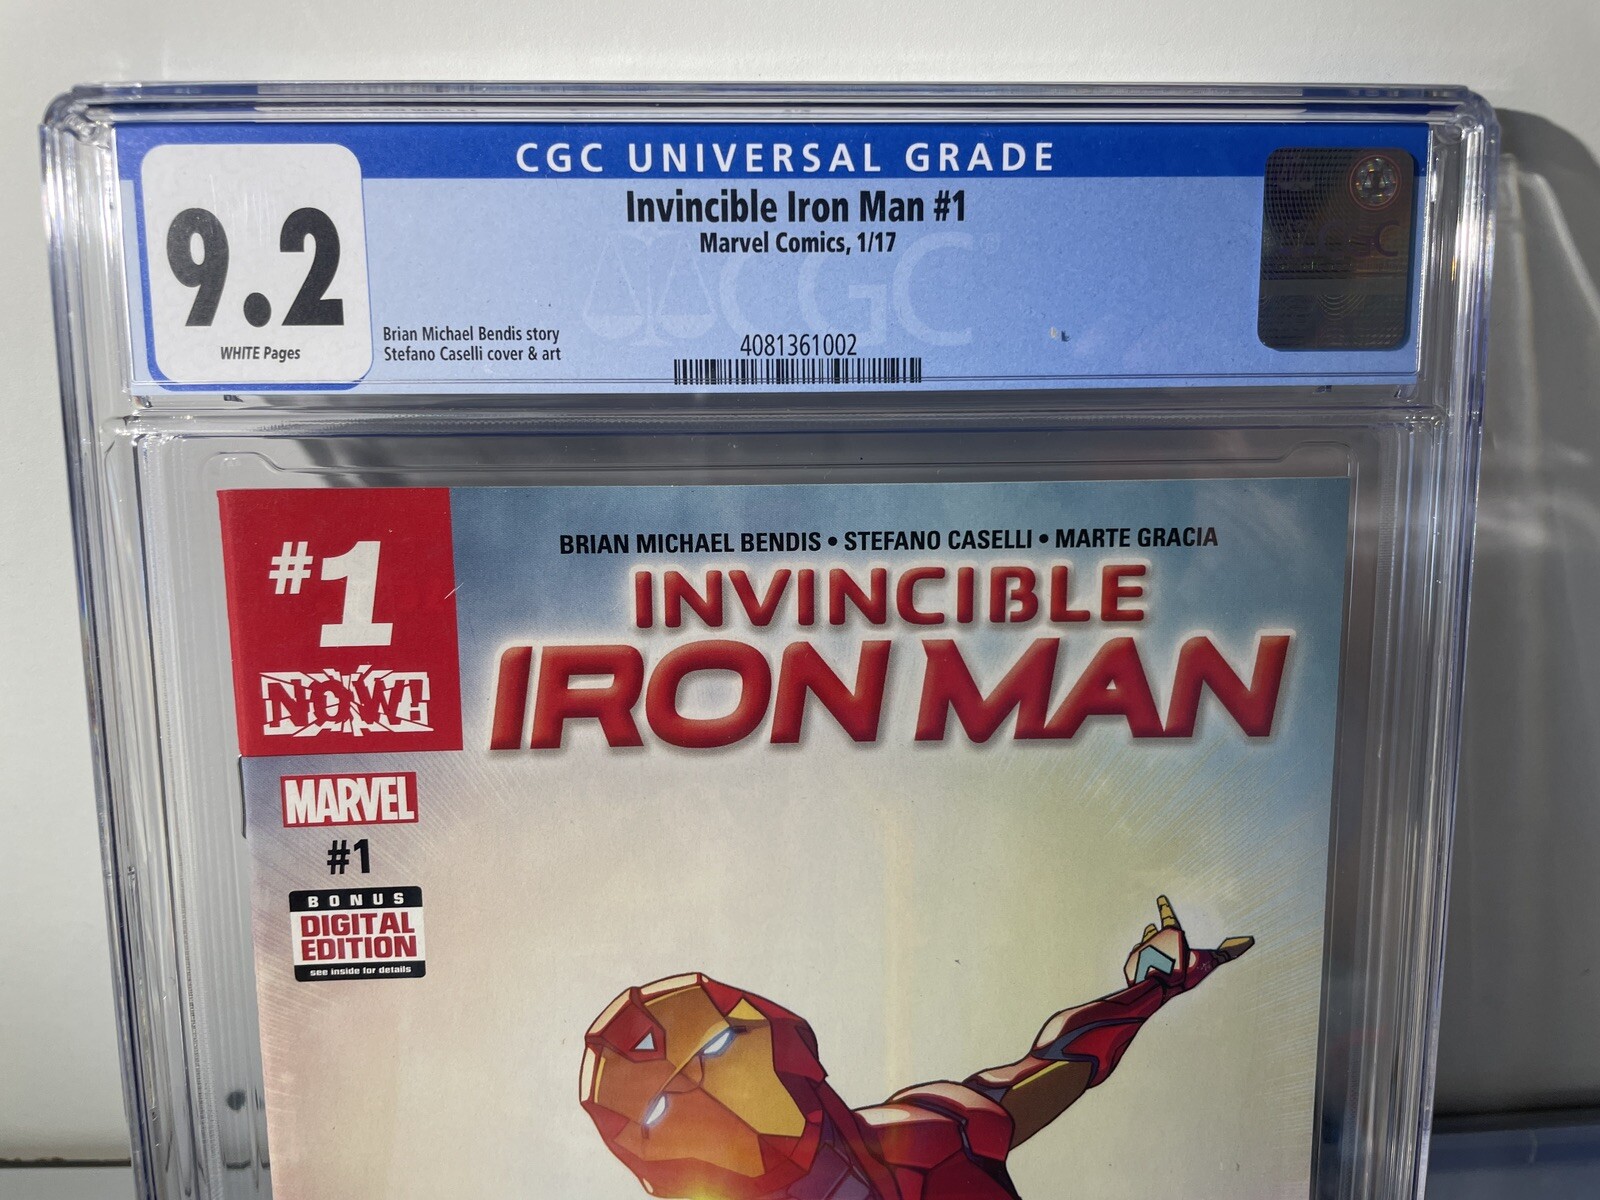 CGC UNIVERSAL GRADE
9.2
WHITE Pages
Invincible Iron Man #1
Marvel Comics, 1/17
CGC
Brian Michael Bendis story
Stefano Caselli cover & art
4081361002
CGC
#1
NOW!
BRIAN MICHAEL BENDIS • STEFANO CASELLI • MARTE GRACIA
INVINCIBLE
IRON MAN
MARVEL
#1
BONUS
DIGITAL
EDITION
see inside for details